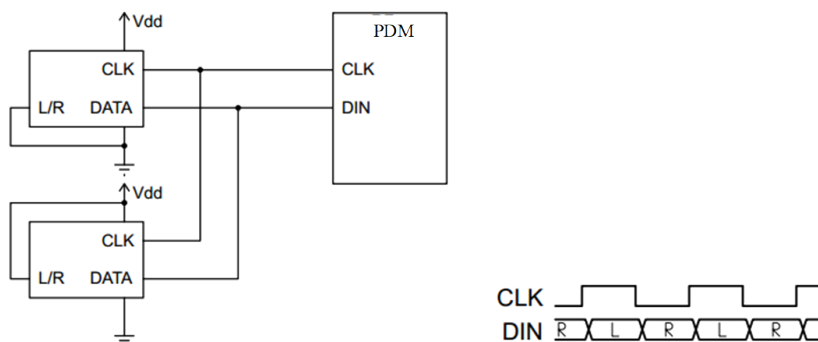 Vdd
PDM
CLK
CLK
L/R
DATA
DIN
Vdd
CLK
L/R
DATA
CLK
DIN R L R L R